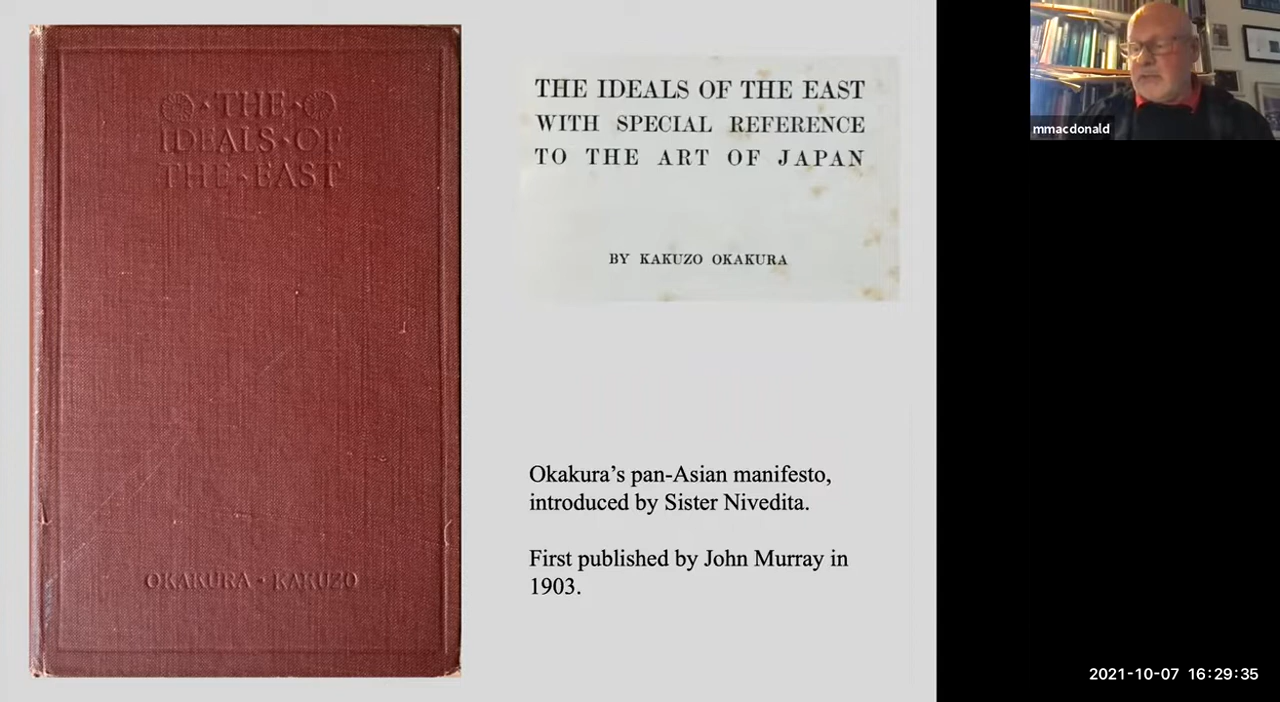 THE
IDEALS · OF
THE · EAST
OKAKURA · KAKUZO
THE IDEALS OF THE EAST
WITH SPECIAL REFERENCE
TO THE ART OF JAPAN
BY KAKUZO OKAKURA
Okakura’s pan-Asian manifesto,
introduced by Sister Nivedita.
First published by John Murray in
1903.
mmacdonald
2021-10-07 16:29:35